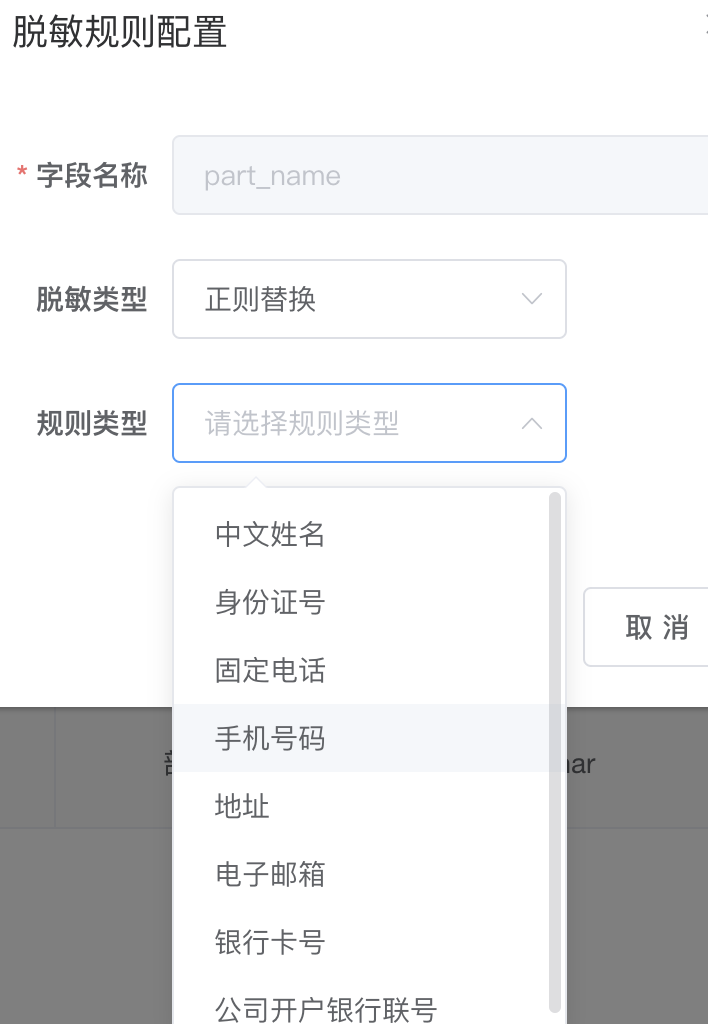 脱敏规则配置
* 字段名称 part_name
脱敏类型 正则替换
规则类型 请选择规则类型
中文姓名
身份证号
固定电话
取 消
手机号码
地址
电子邮箱
银行卡号
公司开户银行联号